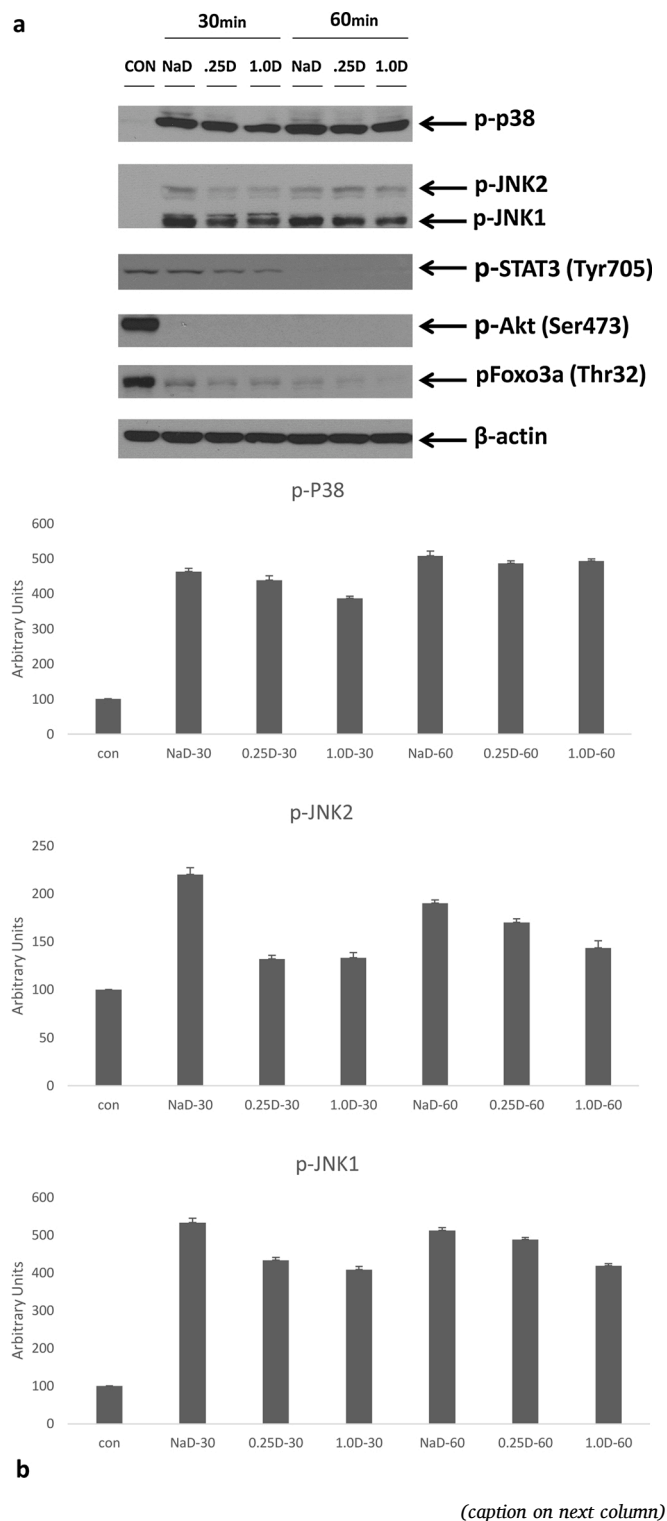 a
30min 60min
CON NaD .25D 1.0D NaD .25D 1.0D
p-p38
p-JNK2
p-JNK1
p-STAT3 (Tyr705)
p-Akt (Ser473)
pFoxo3a (Thr32)
β-actin
p-P38
Arbitrary Units
600
500
400
300
200
100
0
con NaD-30 0.25D-30 1.0D-30 NaD-60 0.25D-60 1.0D-60
p-JNK2
Arbitrary Units
250
200
150
100
50
0
con NaD-30 0.25D-30 1.0D-30 NaD-60 0.25D-60 1.0D-60
p-JNK1
Arbitrary Units
600
500
400
300
200
100
0
con NaD-30 0.25D-30 1.0D-30 NaD-60 0.25D-60 1.0D-60
b
(caption on next column)